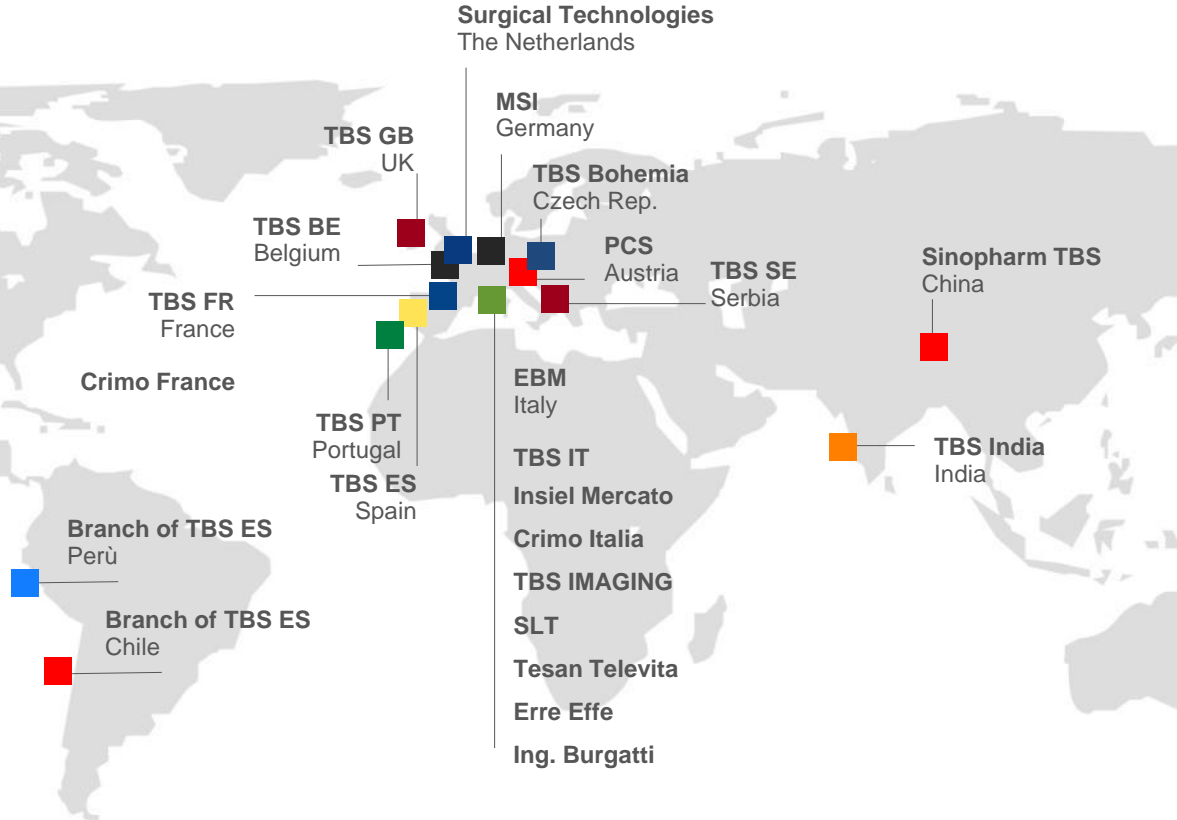 Surgical Technologies
The Netherlands
MSI
Germany
TBS GB
UK
TBS Bohemia
Czech Rep.
TBS BE
Belgium
PCS
Austria
TBS SE
Serbia
Sinopharm TBS
China
TBS FR
France
Crimo France
EBM
Italy
TBS PT
Portugal
TBS ES
Spain
TBS India
India
TBS IT
Insiel Mercato
Crimo Italia
TBS IMAGING
SLT
Tesan Televita
Erre Effe
Ing. Burgatti
Branch of TBS ES
Perù
Branch of TBS ES
Chile